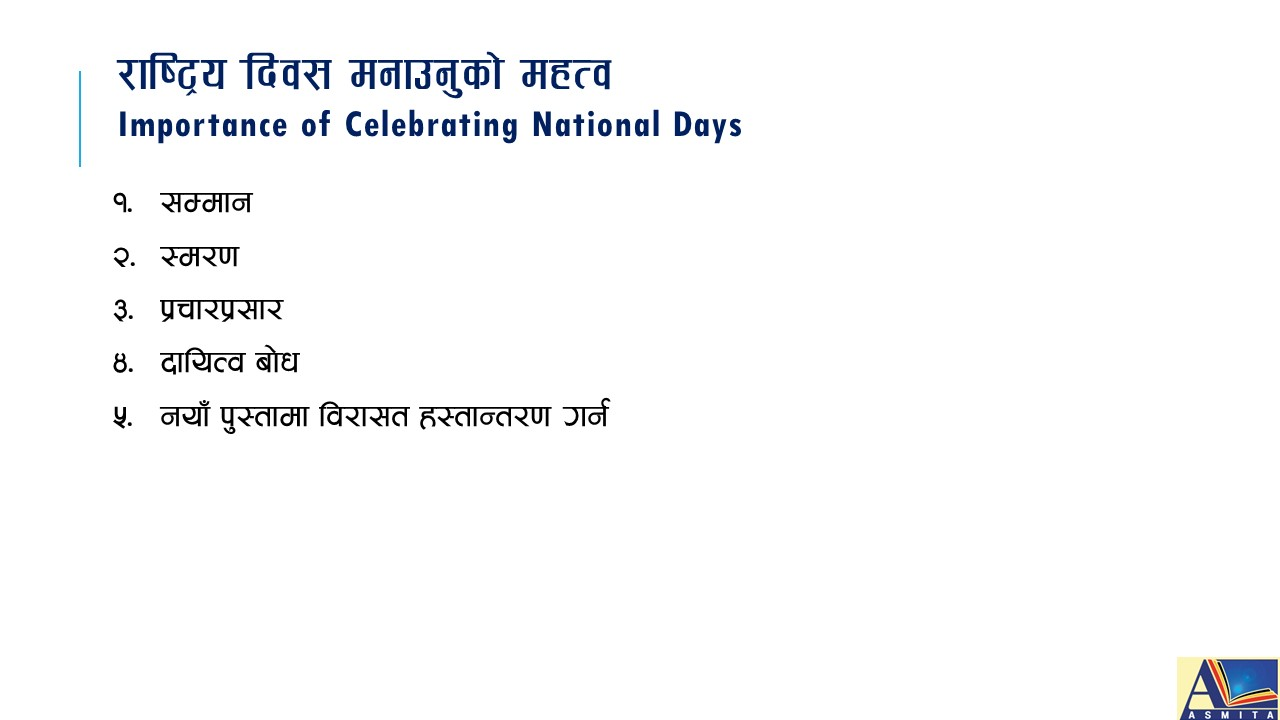 राष्ट्रिय दिवस मनाउनुको महत्व
Importance of Celebrating National Days
१. सम्मान
२. स्मरण
३. प्रचारप्रसार
४. दायित्व बोध
५. नयाँ पुस्तामा विरासत हस्तान्तरण गर्न
ASMITA